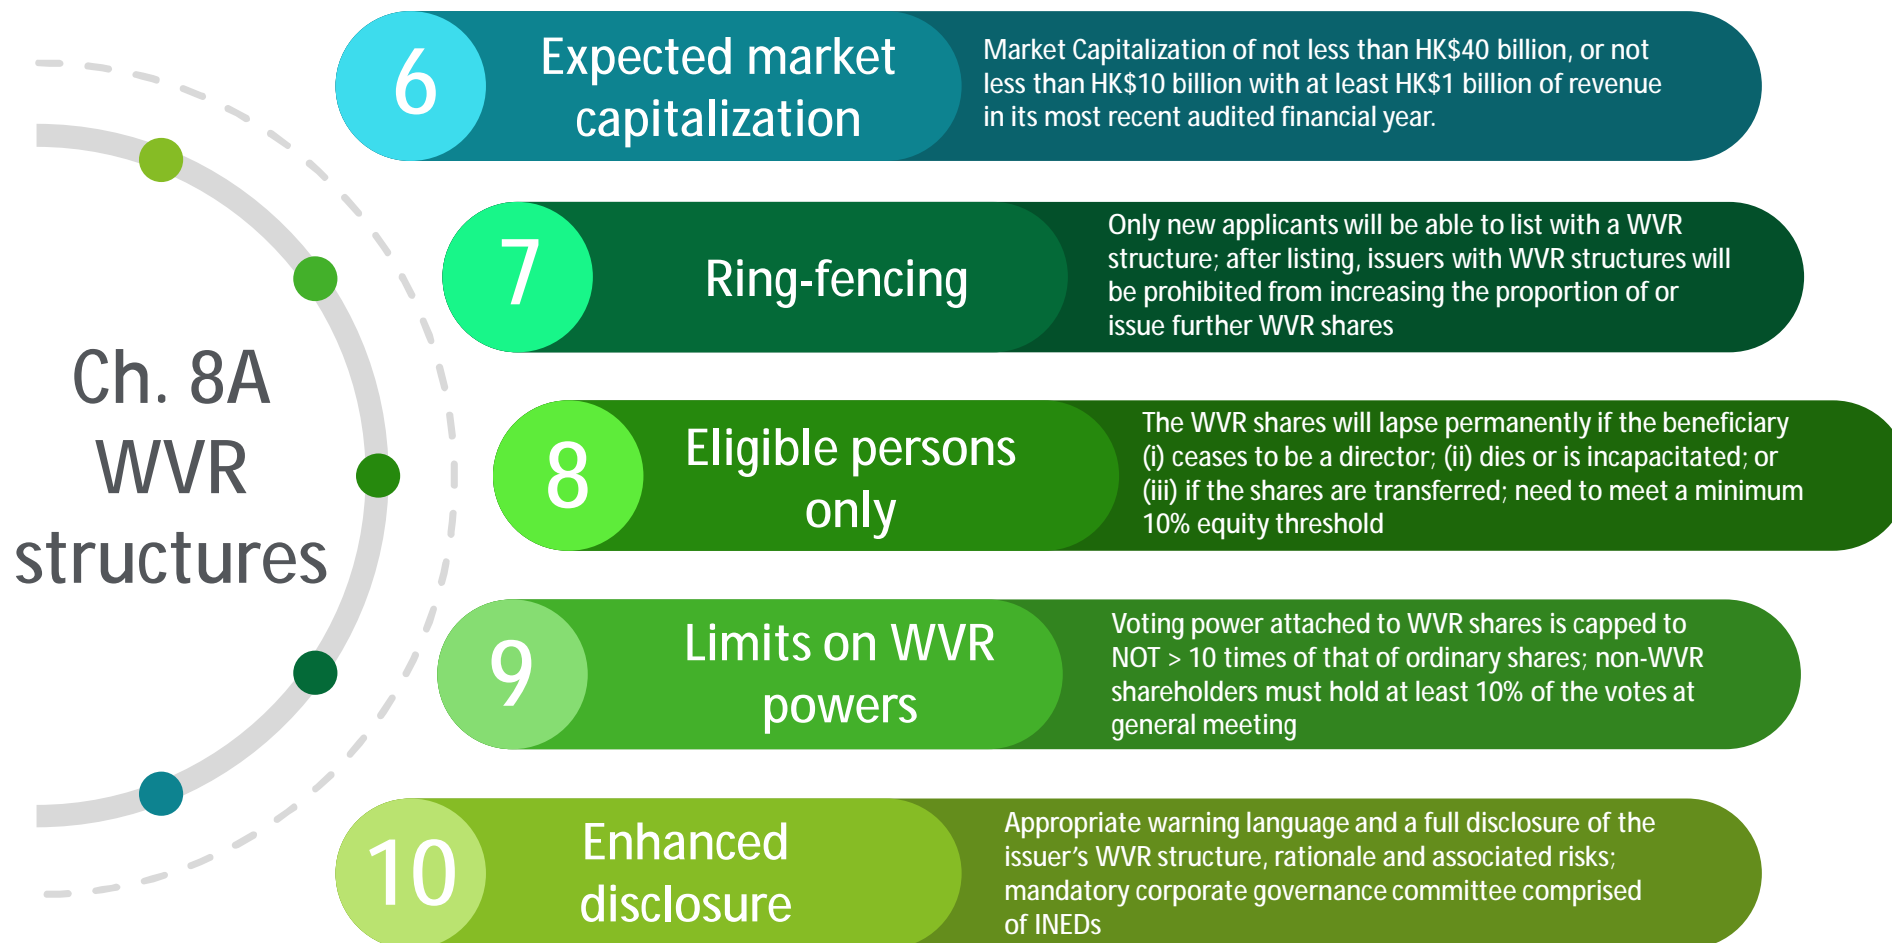 Ch. 8A
WVR
structures
6
Expected market
capitalization
Market Capitalization of not less than HK$40 billion, or not
less than HK$10 billion with at least HK$1 billion of revenue
in its most recent audited financial year.
7
Ring-fencing
Only new applicants will be able to list with a WVR
structure; after listing, issuers with WVR structures will
be prohibited from increasing the proportion of or
issue further WVR shares
8
Eligible persons
only
The WVR shares will lapse permanently if the beneficiary
(i) ceases to be a director; (ii) dies or is incapacitated; or
(iii) if the shares are transferred; need to meet a minimum
10% equity threshold
9
Limits on WVR
powers
Voting power attached to WVR shares is capped to
NOT > 10 times of that of ordinary shares; non-WVR
shareholders must hold at least 10% of the votes at
general meeting
10
Enhanced
disclosure
Appropriate warning language and a full disclosure of the
issuer's WVR structure, rationale and associated risks;
mandatory corporate governance committee comprised
of INEDs